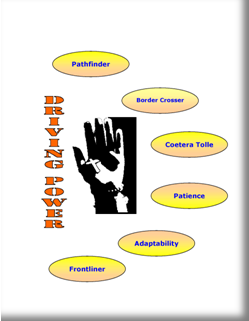 Pathfinder
Border Crosser
DRIVING POWER
Coetera Tolle
Patience
Adaptability
Frontliner